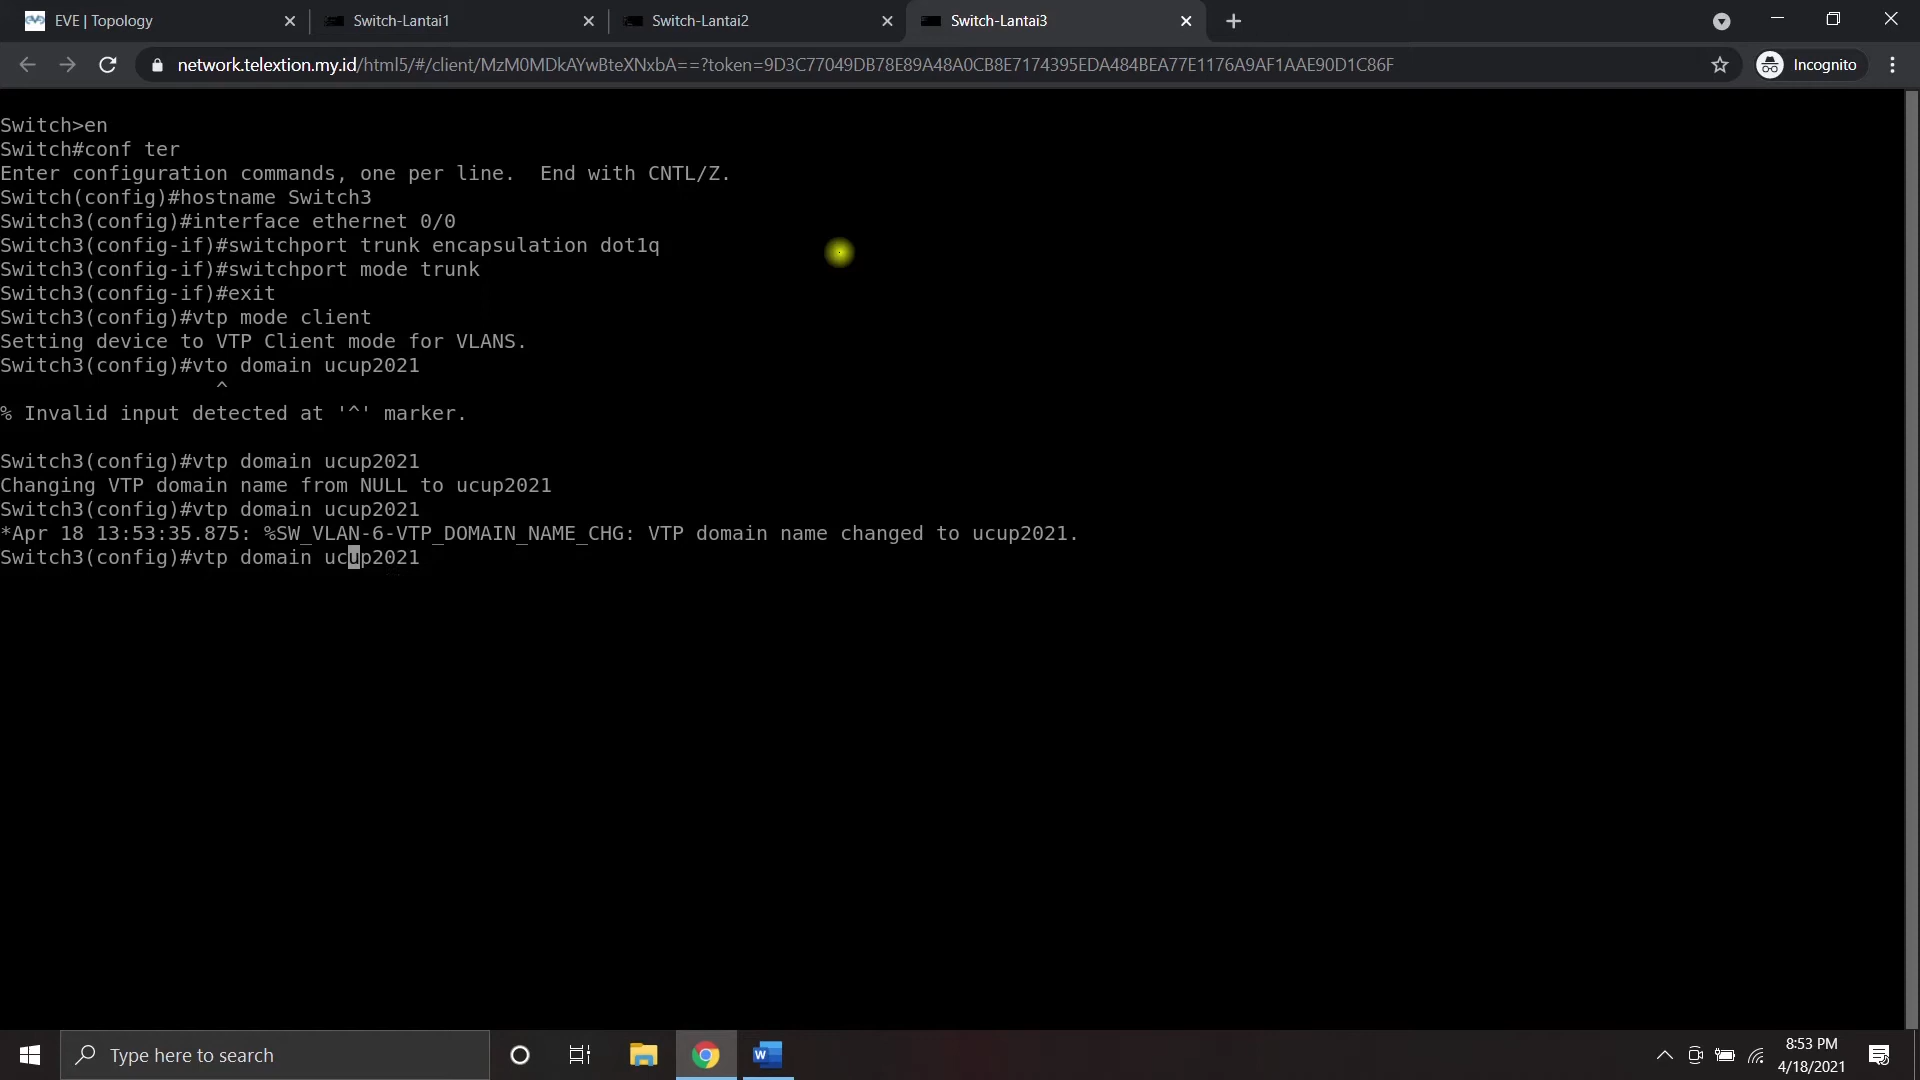 EVE | Topology
Switch-Lantai1
Switch-Lantai2
Switch-Lantai3
network.telextion.my.id/html5/#/client/MzM0MDkAYwBteXNxbA==?token=9D3C77049DB78E89A48A0CB8E7174395EDA484BEA77E1176A9AF1AAE90D1C86F
Incognito
Switch>en
Switch#conf ter
Enter configuration commands, one per line.  End with CNTL/Z.
Switch(config)#hostname Switch3
Switch3(config)#interface ethernet 0/0
Switch3(config-if)#switchport trunk encapsulation dot1q
Switch3(config-if)#switchport mode trunk
Switch3(config-if)#exit
Switch3(config)#vtp mode client
Setting device to VTP Client mode for VLANS.
Switch3(config)#vto domain ucup2021
^
% Invalid input detected at '^' marker.
Switch3(config)#vtp domain ucup2021
Changing VTP domain name from NULL to ucup2021
Switch3(config)#vtp domain ucup2021
*Apr 18 13:53:35.875: %SW_VLAN-6-VTP_DOMAIN_NAME_CHG: VTP domain name changed to ucup2021.
Switch3(config)#vtp domain ucup2021
Type here to search
8:53 PM
4/18/2021